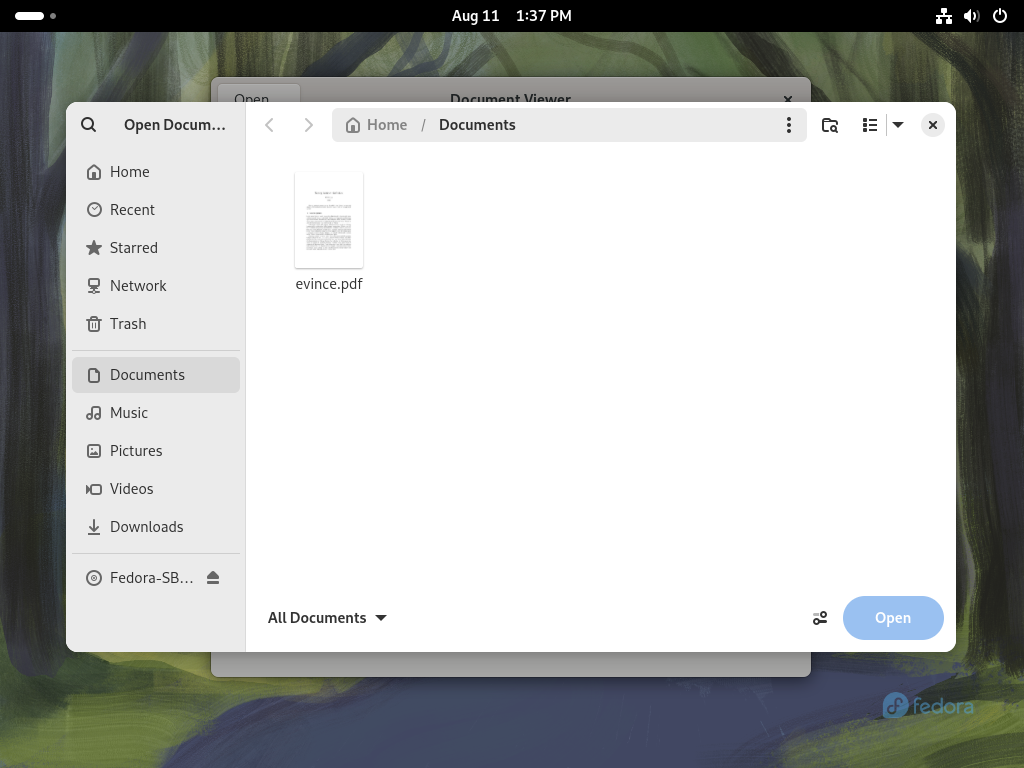 Aug 11 1:37 PM
Open
Document Viewer
Open Docum...
Home / Documents
Home
Recent
Starred
Network
Trash
Documents
Music
Pictures
Videos
Downloads
Fedora-SB...
evince.pdf
All Documents
Open
fedora